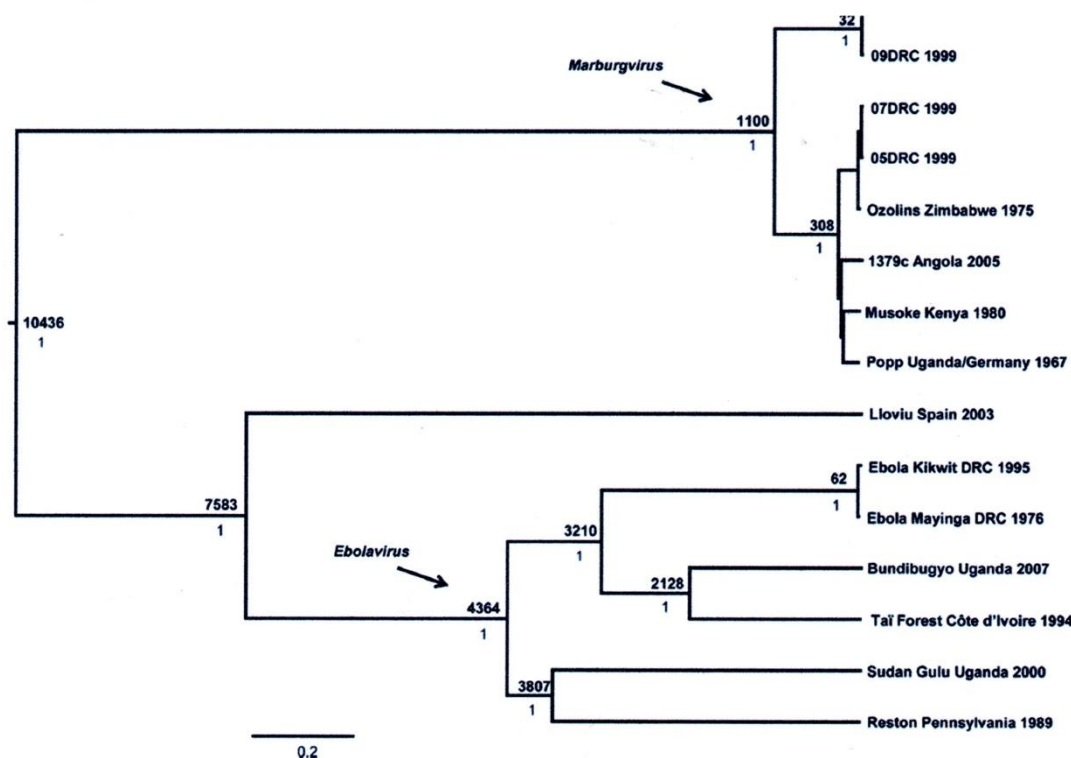 32
1
09DRC 1999
Marburgvirus
07DRC 1999
1100
1
05DRC 1999
Ozolins Zimbabwe 1975
308
1
1379c Angola 2005
Musoke Kenya 1980
10436
1
Popp Uganda/Germany 1967
Lloviu Spain 2003
Ebola Kikwit DRC 1995
62
1
7583
1
Ebola Mayinga DRC 1976
3210
1
Ebolavirus
Bundibugyo Uganda 2007
2128
1
4364
1
Taï Forest Côte d'Ivoire 1994
Sudan Gulu Uganda 2000
3807
1
Reston Pennsylvania 1989
0.2